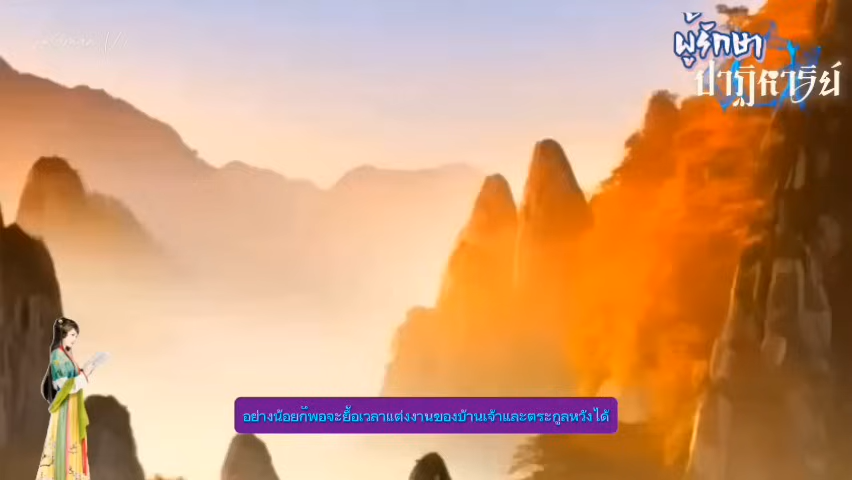 ผู้รักษา
ปาฏิหาริย์
อย่างน้อยก็พอจะยื้อเวลาแต่งงานของบ้านเจ้าและตระกูลหวังได้